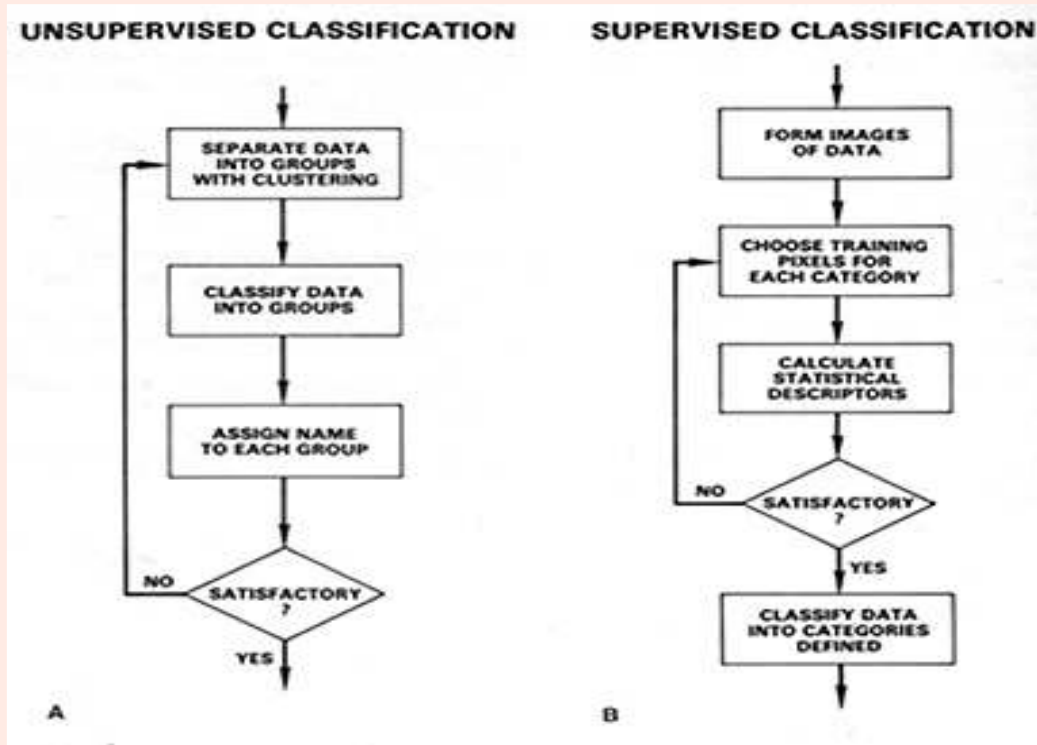 UNSUPERVISED CLASSIFICATION
SEPARATE DATA
INTO GROUPS
WITH CLUSTERING
CLASSIFY DATA
INTO GROUPS
ASSIGN NAME
TO EACH GROUP
NO
SATISFACTORY
?
YES
A
SUPERVISED CLASSIFICATION
FORM IMAGES
OF DATA
CHOOSE TRAINING
PIXELS FOR
EACH CATEGORY
CALCULATE
STATISTICAL
DESCRIPTORS
NO
SATISFACTORY
?
YES
CLASSIFY DATA
INTO CATEGORIES
DEFINED
B